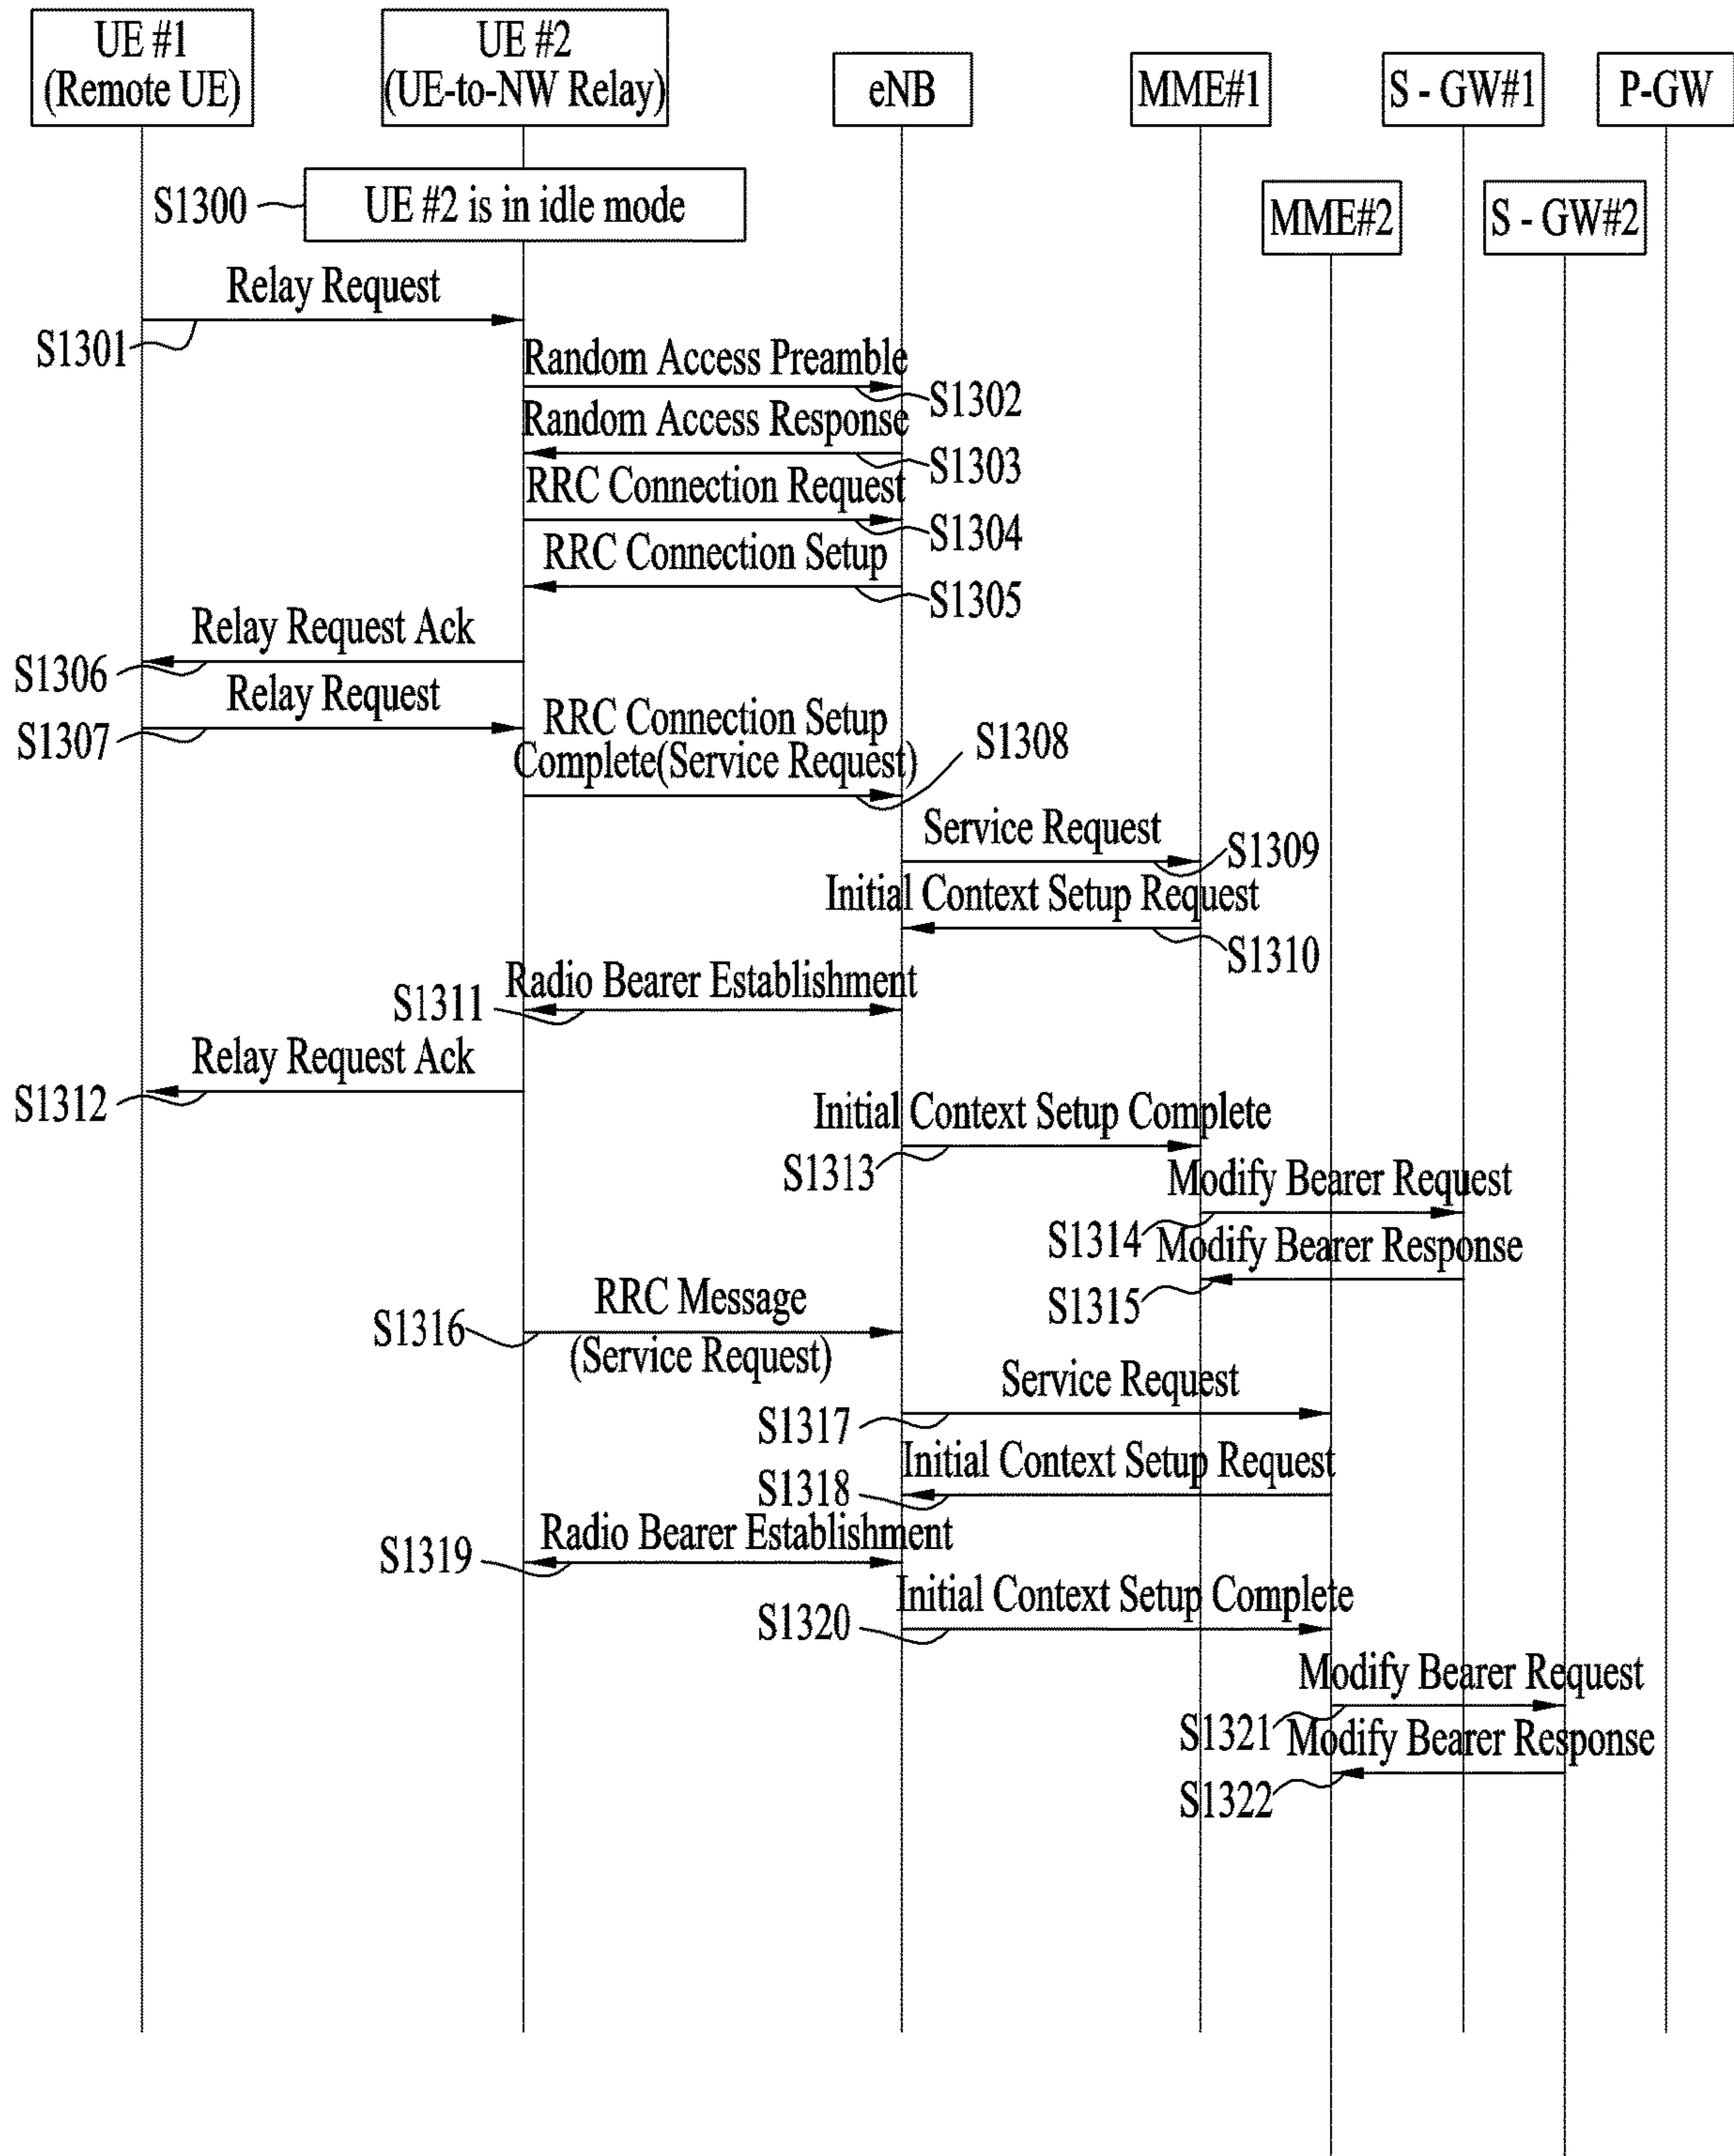 UE #1
(Remote UE)
UE #2
(UE-to-NW Relay)
eNB
MME#1
S - GW#1
P-GW
MME#2
S - GW#2
S1300
UE #2 is in idle mode
Relay Request
S1301
Random Access Preamble
S1302
Random Access Response
S1303
RRC Connection Request
S1304
RRC Connection Setup
S1305
Relay Request Ack
S1306
Relay Request
S1307
RRC Connection Setup
Complete(Service Request)
S1308
Service Request
S1309
Initial Context Setup Request
S1310
Radio Bearer Establishment
S1311
Relay Request Ack
S1312
Initial Context Setup Complete
S1313
Modify Bearer Request
S1314
Modify Bearer Response
S1315
RRC Message
(Service Request)
S1316
Service Request
S1317
Initial Context Setup Request
S1318
Radio Bearer Establishment
S1319
Initial Context Setup Complete
S1320
Modify Bearer Request
S1321
Modify Bearer Response
S1322